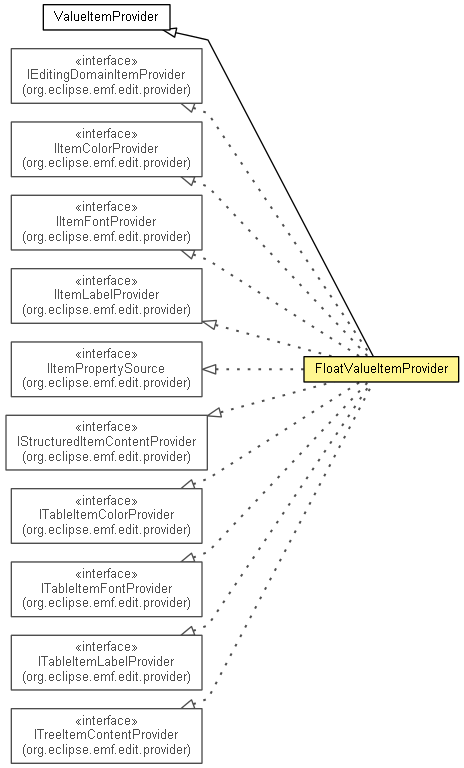 ValueItemProvider
«interface»
IEditingDomainItemProvider
(org.eclipse.emf.edit.provider)
«interface»
IItemColorProvider
(org.eclipse.emf.edit.provider)
«interface»
IItemFontProvider
(org.eclipse.emf.edit.provider)
«interface»
IItemLabelProvider
(org.eclipse.emf.edit.provider)
«interface»
IItemPropertySource
(org.eclipse.emf.edit.provider)
FloatValueItemProvider
«interface»
IStructuredItemContentProvider
(org.eclipse.emf.edit.provider)
«interface»
ITableItemColorProvider
(org.eclipse.emf.edit.provider)
«interface»
ITableItemFontProvider
(org.eclipse.emf.edit.provider)
«interface»
ITableItemLabelProvider
(org.eclipse.emf.edit.provider)
«interface»
ITreeItemContentProvider
(org.eclipse.emf.edit.provider)